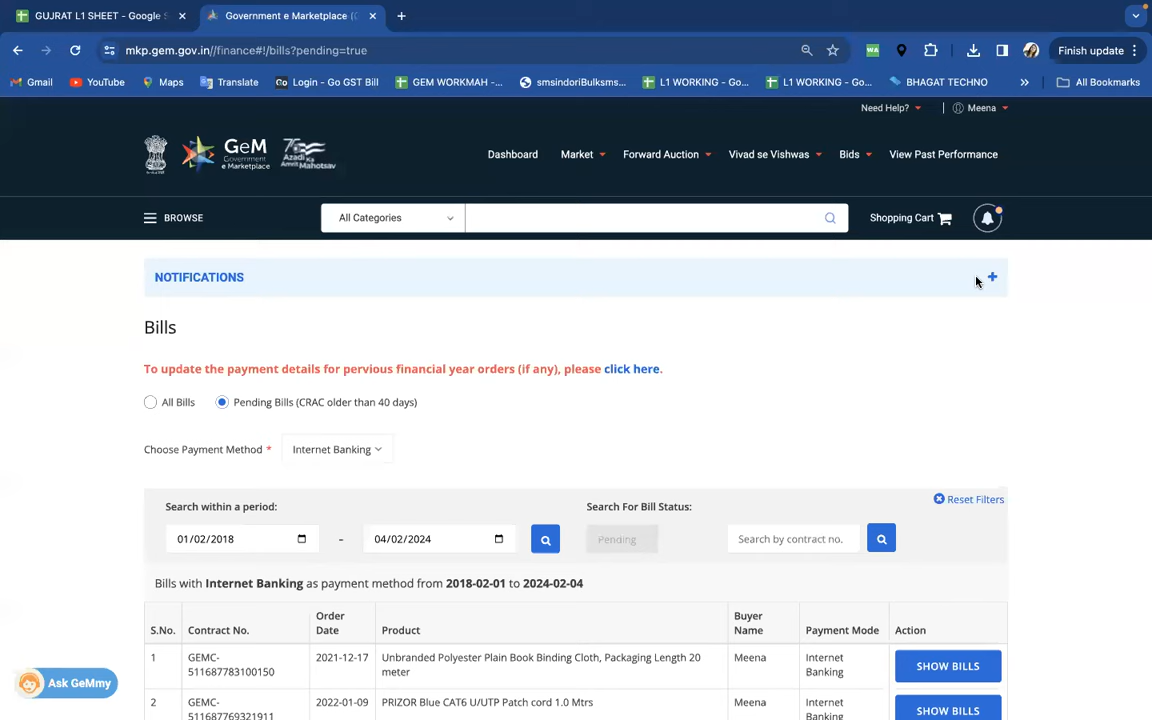 GUJRAT L1 SHEET - Google S
Government e Marketplace (
mkp.gem.gov.in//finance#!/bills?pending=true
Finish update
Gmail
YouTube
Maps
Translate
Login - Go GST Bill
GEM WORKMAH -...
smsindoriBulksms...
L1 WORKING - Go...
L1 WORKING - Go...
BHAGAT TECHNO
All Bookmarks
Need Help?
Meena
GeM
Government
e Marketplace
Azadi Ka
Amrit Mahotsav
Dashboard
Market
Forward Auction
Vivad se Vishwas
Bids
View Past Performance
BROWSE
All Categories
Shopping Cart
NOTIFICATIONS
Bills
To update the payment details for pervious financial year orders (if any), please click here.
All Bills
Pending Bills (CRAC older than 40 days)
Choose Payment Method *
Internet Banking
Search within a period:
Search For Bill Status:
Reset Filters
01/02/2018 - 04/02/2024
Pending
Search by contract no.
Bills with Internet Banking as payment method from 2018-02-01 to 2024-02-04
S.No. Contract No. Order Date Product Buyer Name Payment Mode Action
1 GEMC-511687783100150 2021-12-17 Unbranded Polyester Plain Book Binding Cloth, Packaging Length 20 meter Meena Internet Banking SHOW BILLS
2 GEMC-511687769321911 2022-01-09 PRIZOR Blue CAT6 U/UTP Patch cord 1.0 Mtrs Meena Internet Banking SHOW BILLS
Ask GeMmy